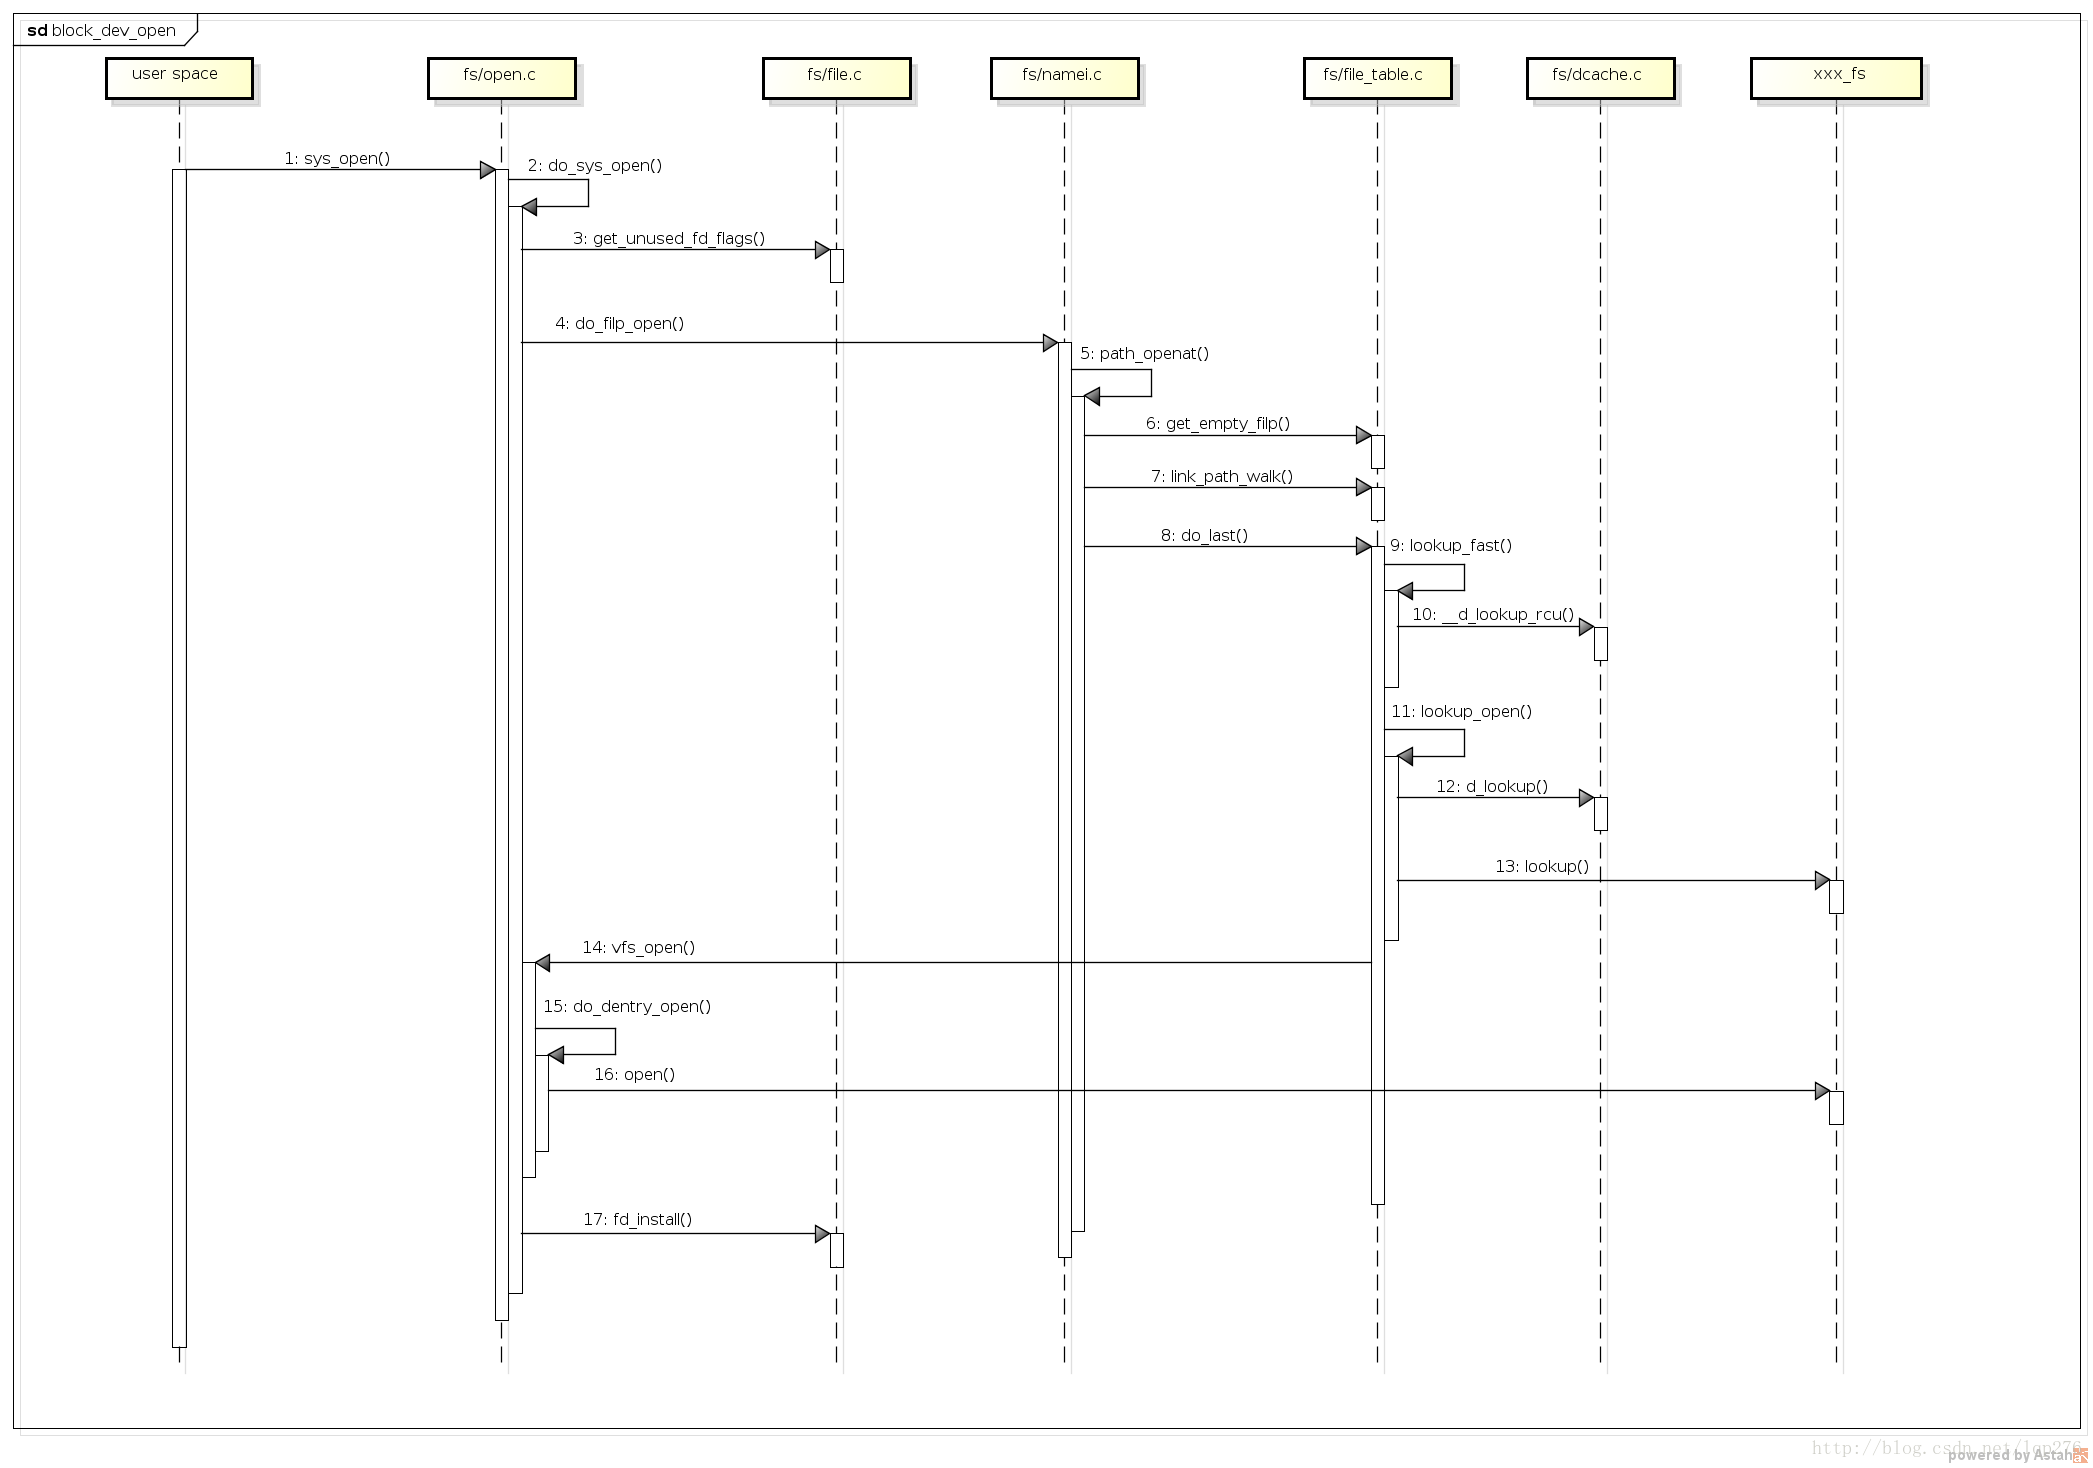 sd block_dev_open
user space
fs/open.c
fs/file.c
fs/namei.c
fs/file_table.c
fs/dcache.c
xxx_fs
1: sys_open()
2: do_sys_open()
3: get_unused_fd_flags()
4: do_filp_open()
5: path_openat()
6: get_empty_filp()
7: link_path_walk()
8: do_last()
9: lookup_fast()
10: __d_lookup_rcu()
11: lookup_open()
12: d_lookup()
13: lookup()
14: vfs_open()
15: do_dentry_open()
16: open()
17: fd_install()
http://blog.csdn.net/lqp276
powered by Astah